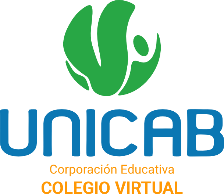 UNICAB
Corporación Educativa
COLEGIO VIRTUAL